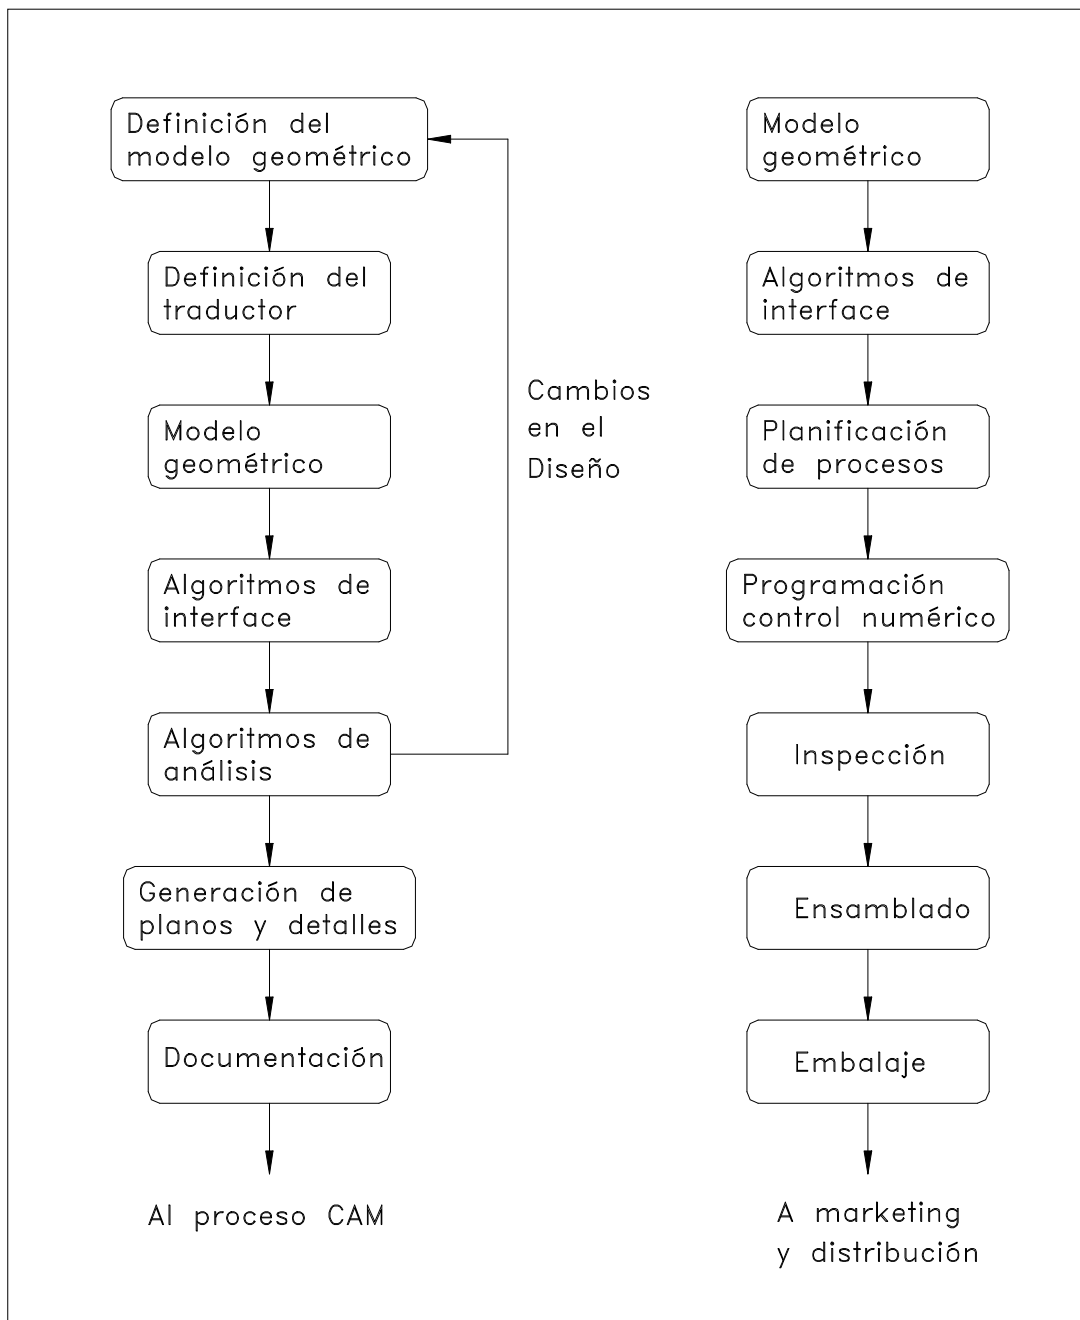 Definición del
modelo geométrico
Definición del
traductor
Modelo
geométrico
Algoritmos de
interface
Algoritmos de
análisis
Generación de
planos y detalles
Documentación
Al proceso CAM
Cambios
en el
Diseño
Modelo
geométrico
Algoritmos de
interface
Planificación
de procesos
Programación
control numérico
Inspección
Ensamblado
Embalaje
A marketing
y distribución